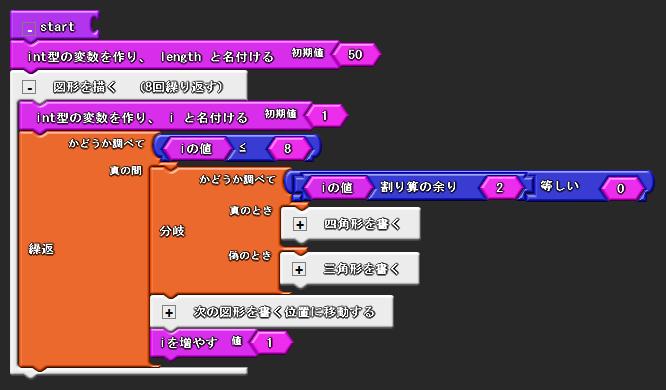 - start
int型の変数を作り、 length と名付ける 初期値 50
- 図形を描く （8回繰り返す）
int型の変数を作り、 i と名付ける 初期値 1
かどうか調べて iの値 ≤ 8
真の間
かどうか調べて iの値 割り算の余り 2 等しい 0
真のとき + 四角形を書く
分岐
繰返
偽のとき + 三角形を書く
+ 次の図形を書く位置に移動する
iを増やす 値 1